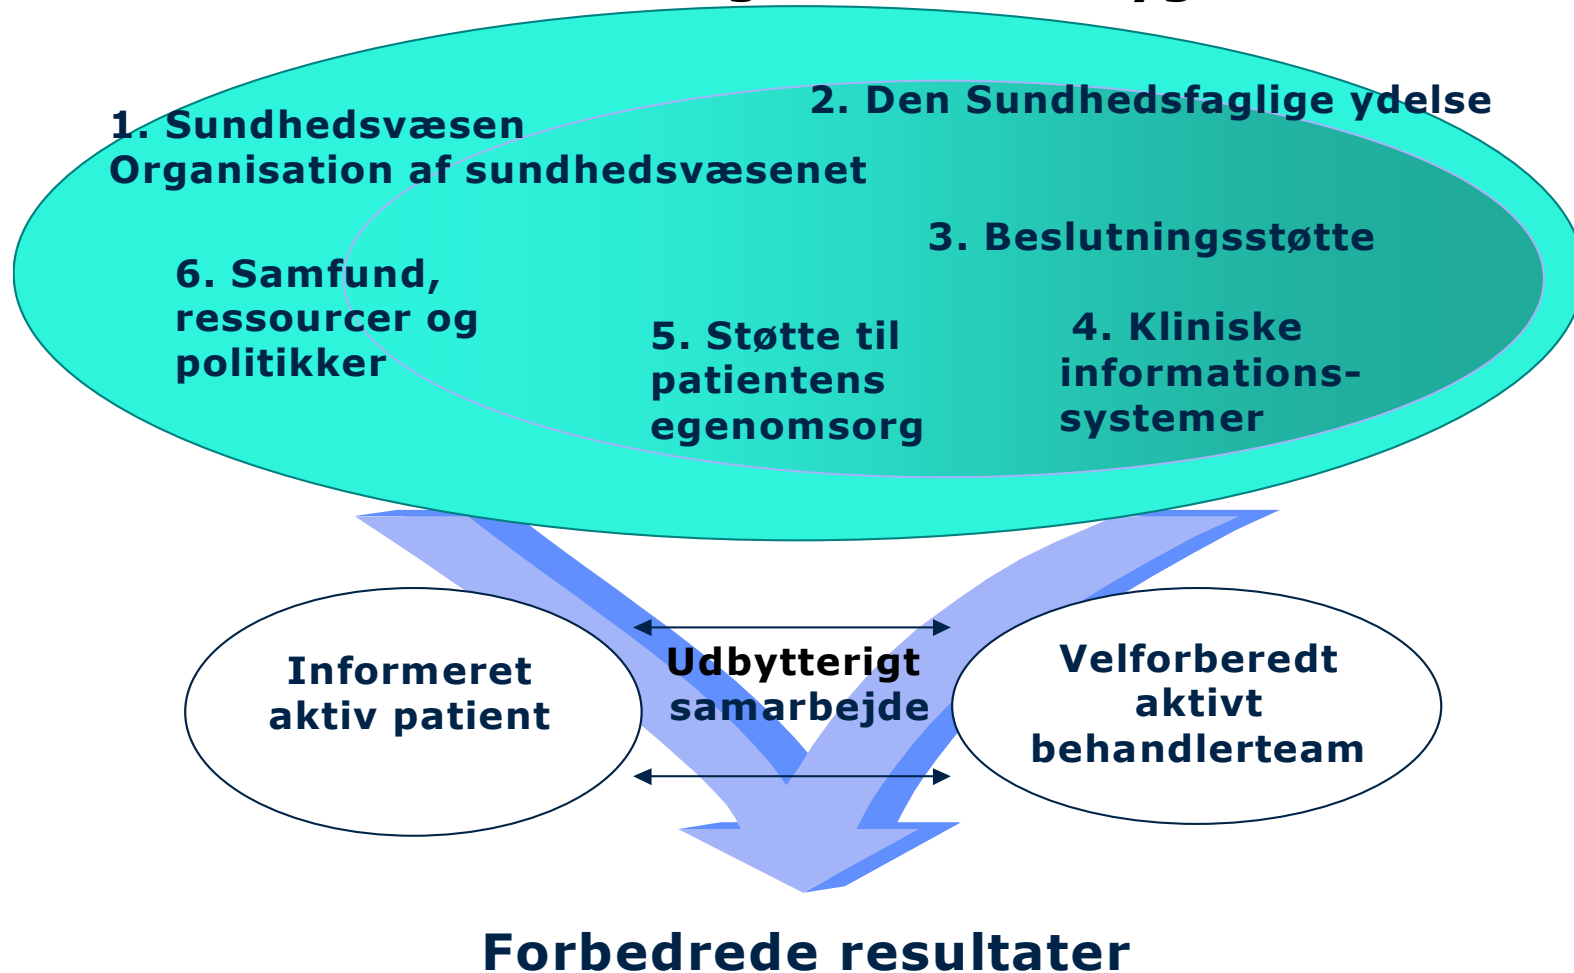 1. Sundhedsvæsen
Organisation af sundhedsvæsenet
2. Den Sundhedsfaglige ydelse
3. Beslutningsstøtte
4. Kliniske
informations-
systemer
5. Støtte til
patientens
egenomsorg
6. Samfund,
ressourcer og
politikker
Informeret
aktiv patient
Udbytterigt
samarbejde
Velforberedt
aktivt
behandlerteam
Forbedrede resultater